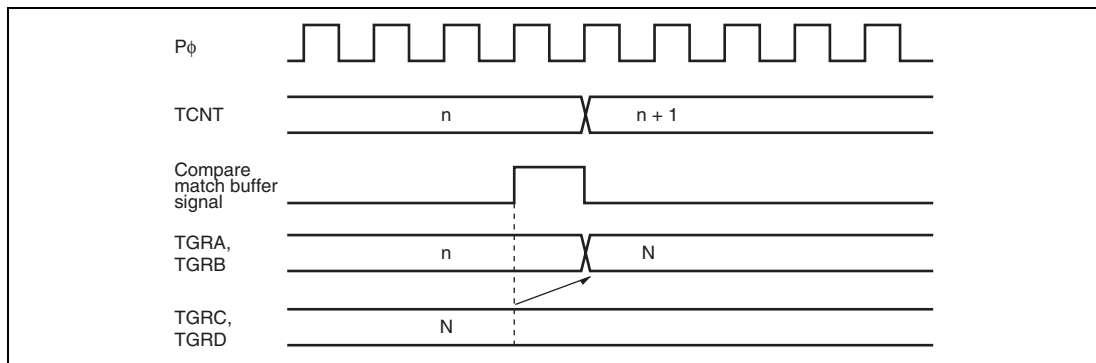 Pϕ
TCNT
n
n + 1
Compare
match buffer
signal
TGRA,
TGRB
n
N
TGRC,
TGRD
N